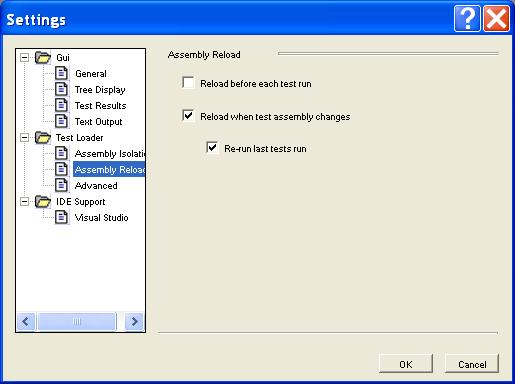 Settings
Gui
General
Tree Display
Test Results
Text Output
Test Loader
Assembly Isolatio
Assembly Reload
Advanced
IDE Support
Visual Studio
Assembly Reload
Reload before each test run
Reload when test assembly changes
Re-run last tests run
OK
Cancel